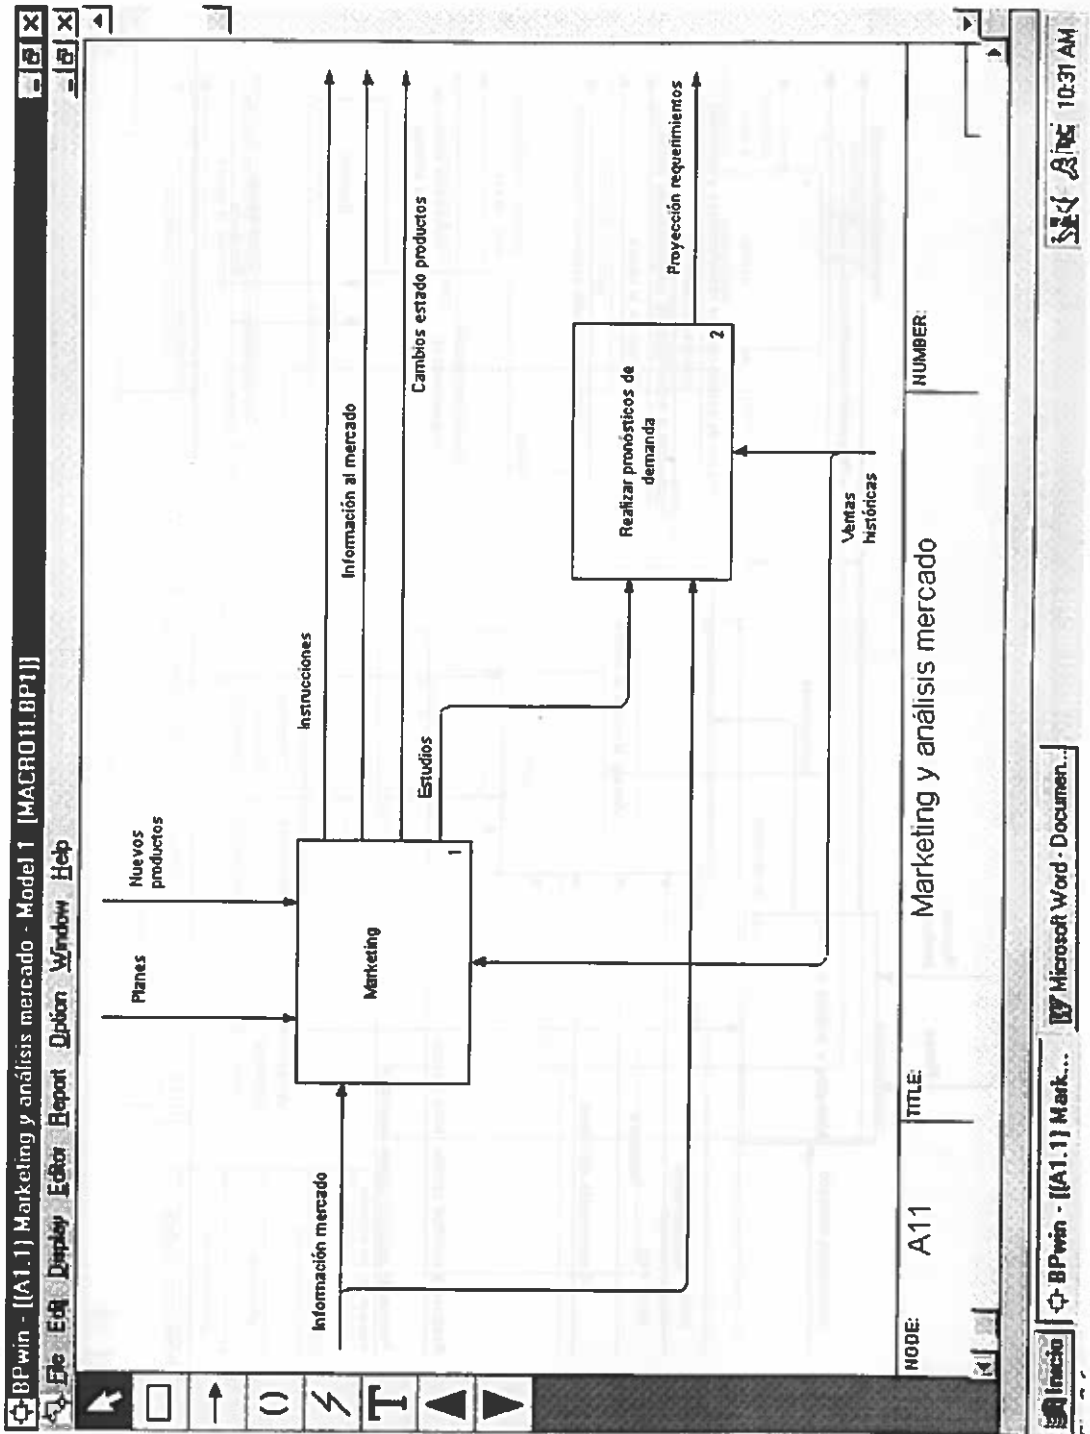 BPwin - [(A1.1) Marketing y análisis mercado - Model 1 [MACRO11.BP1]]
File Edit Display Editor Report Option Window Help
Planes
Nuevos
productos
Instrucciones
Información al mercado
Cambios estado productos
Información mercado
Marketing
1
Estudios
Realizar pronósticos de
demanda
2
Proyección requerimientos
Ventas
históricas
NODE:
A11
TITLE:
Marketing y análisis mercado
NUMBER:
Inicio
BPwin - [(A1.1) Mark...
Microsoft Word - Documen...
10:31 AM